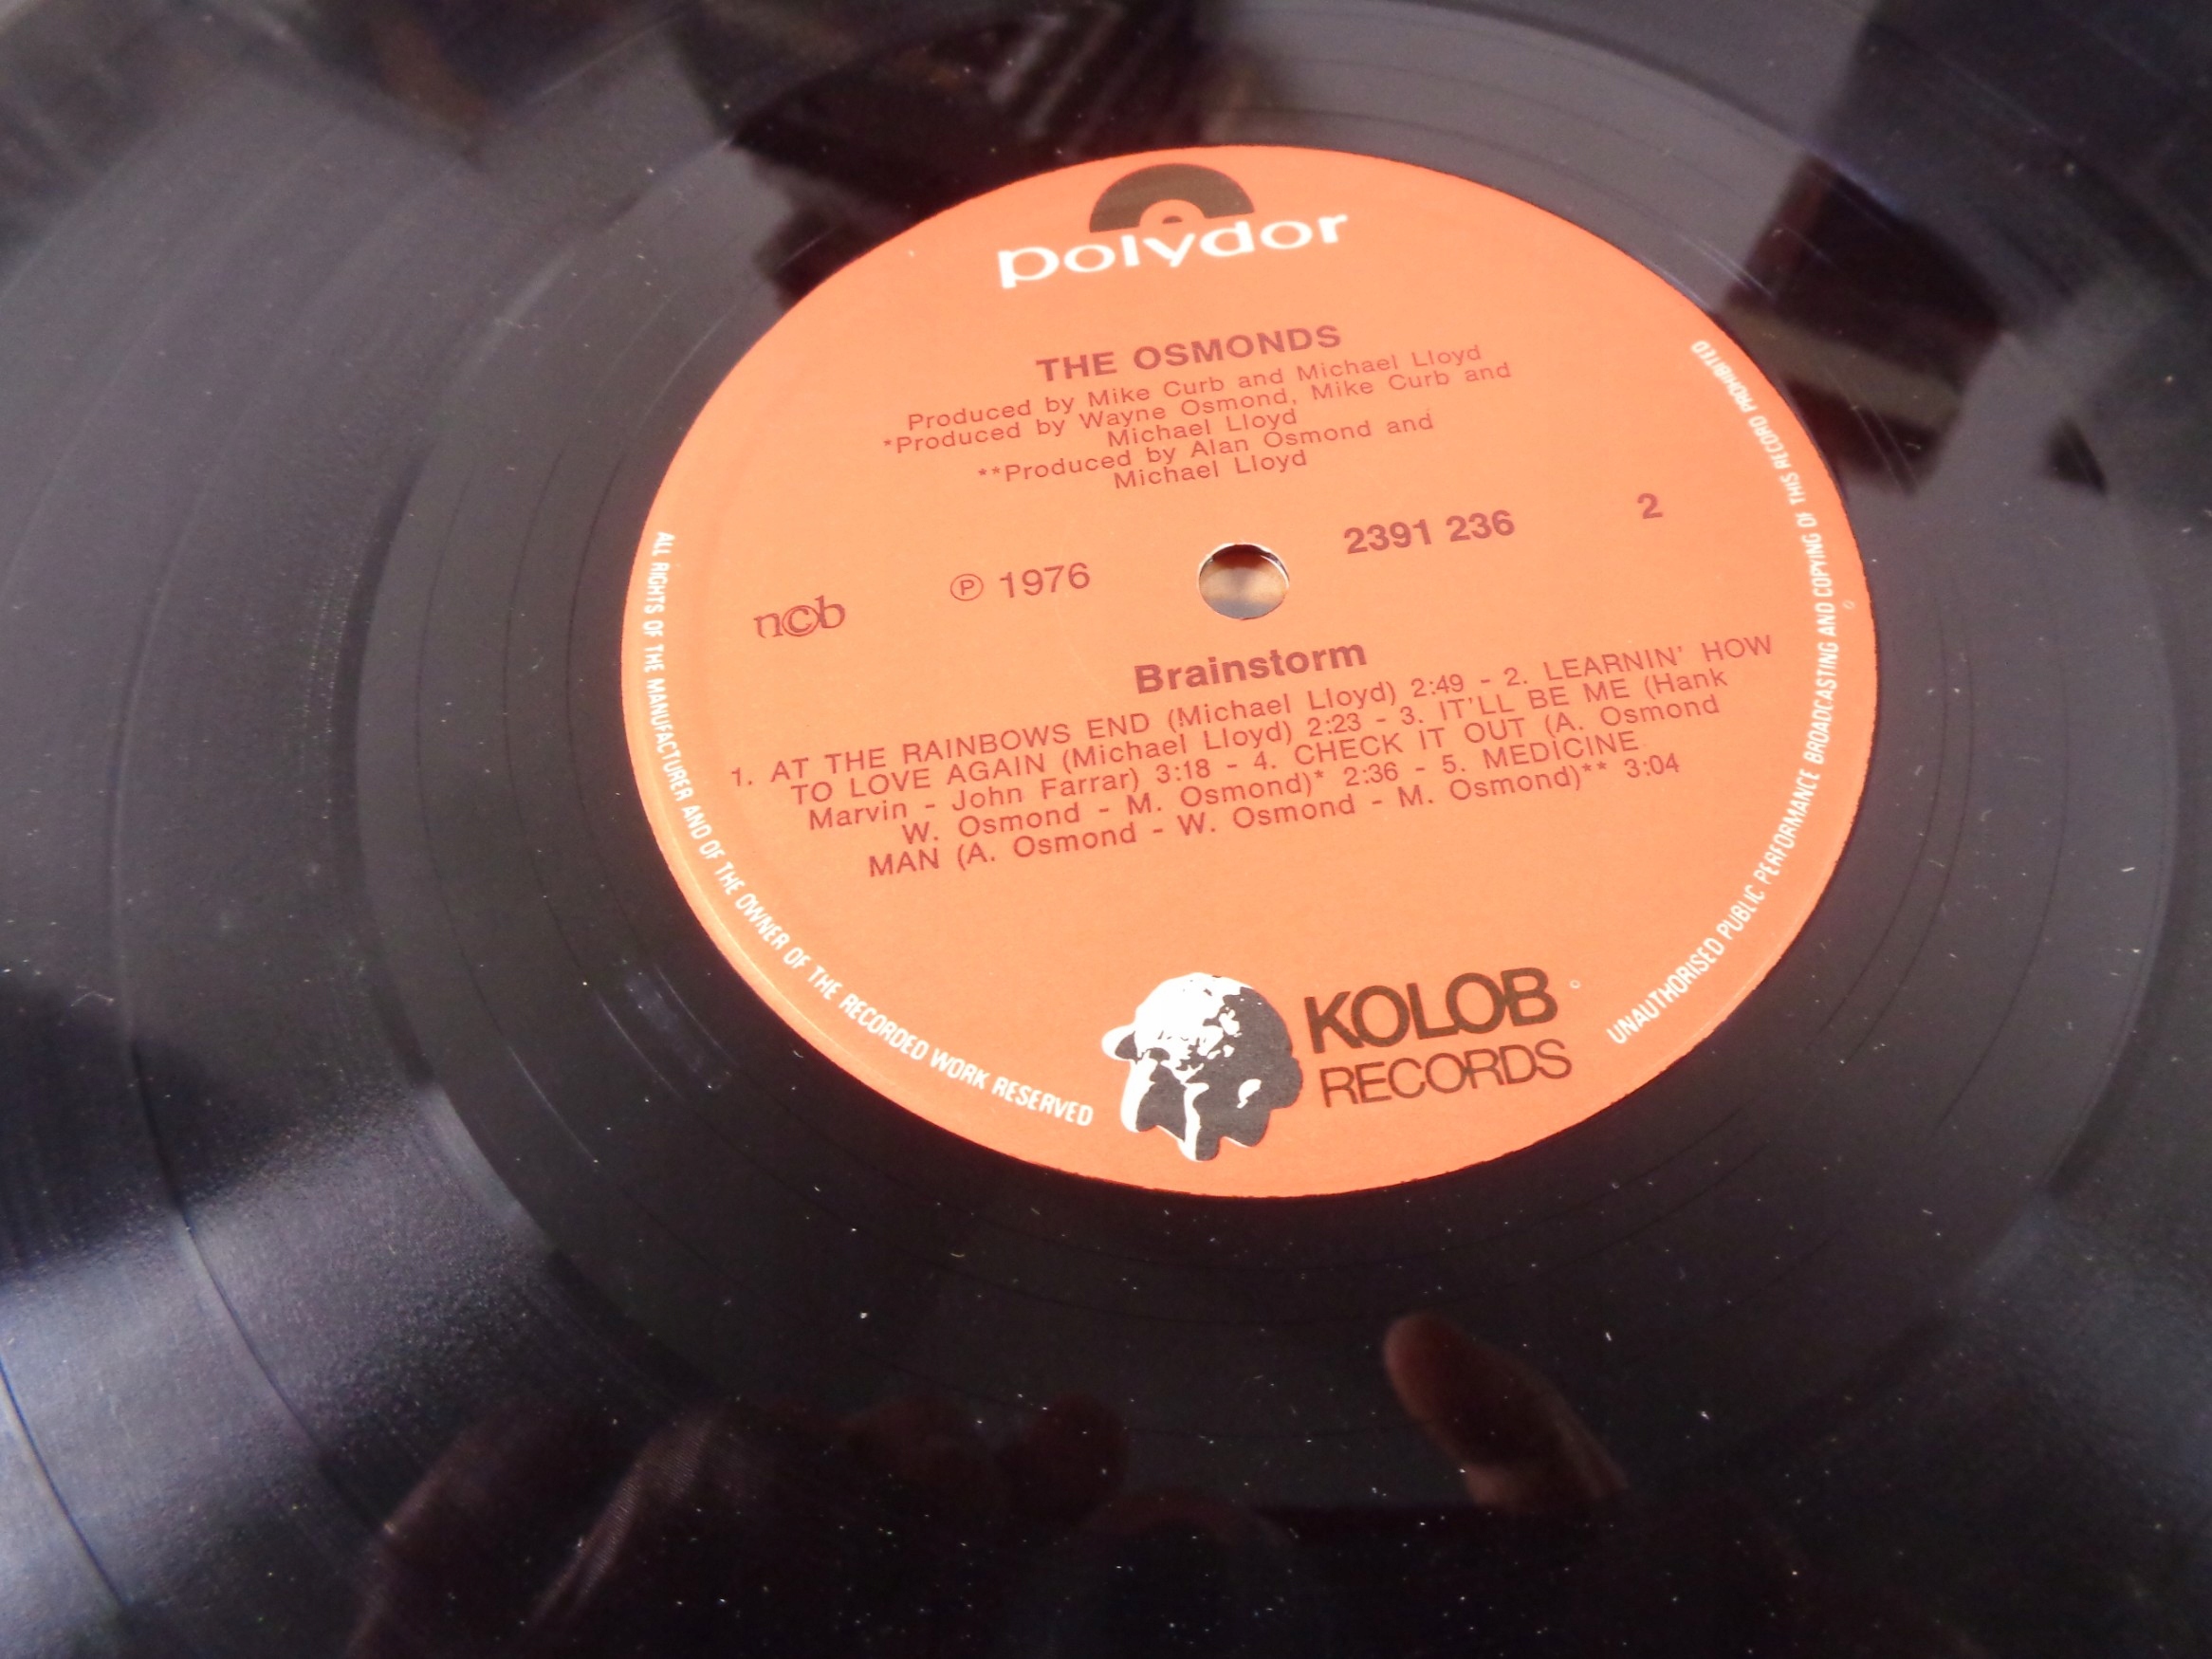 polydor
THE OSMONDS
Produced by Mike Curb and Michael Lloyd
*Produced by Wayne Osmond, Mike Curb and
Michael Lloyd
**Produced by Alan Osmond and
Michael Lloyd
2391 236
2
℗ 1976
n©b
Brainstorm
1. AT THE RAINBOWS END (Michael Lloyd) 2:49 - 2. LEARNIN' HOW
TO LOVE AGAIN (Michael Lloyd) 2:23 - 3. IT'LL BE ME (Hank
Marvin - John Farrar) 3:18 - 4. CHECK IT OUT (A. Osmond
W. Osmond - M. Osmond)* 2:36 - 5. MEDICINE
MAN (A. Osmond - W. Osmond - M. Osmond)** 3:04
KOLOB
RECORDS
ALL RIGHTS OF THE MANUFACTURER AND OF THE OWNER OF THE RECORDED WORK RESERVED
UNAUTHORISED PUBLIC PERFORMANCE BROADCASTING AND COPYING OF THIS RECORD PROHIBITED